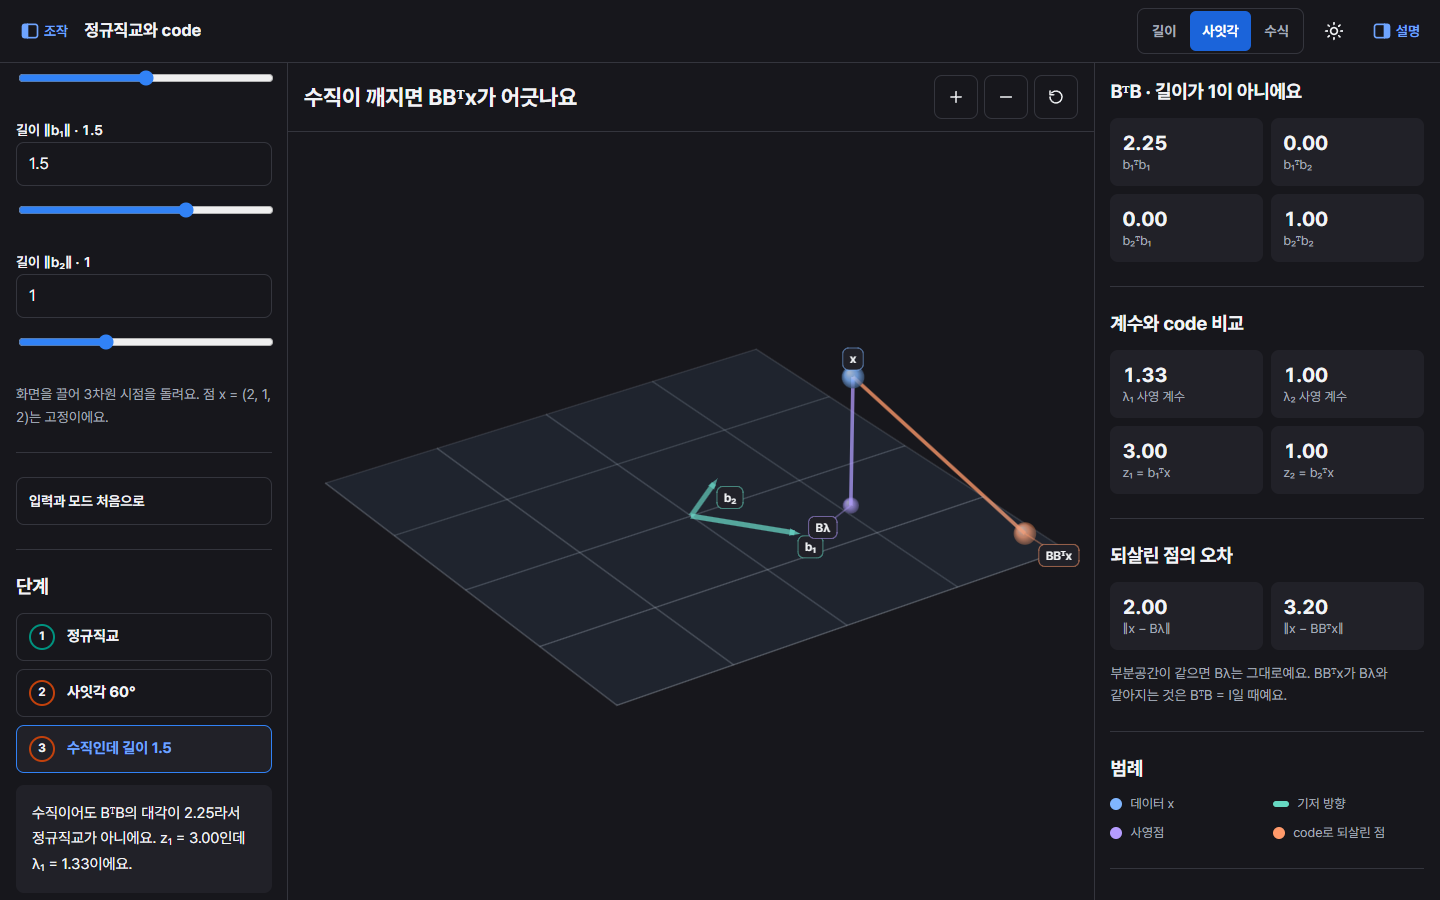 조작
정규직교와 code
길이
사잇각
수식
설명
길이 ‖b₁‖ · 1.5
1.5
길이 ‖b₂‖ · 1
1
화면을 끌어 3차원 시점을 돌려요. 점 x = (2, 1,
2)는 고정이에요.
입력과 모드 처음으로
단계
1 정규직교
2 사잇각 60°
3 수직인데 길이 1.5
수직이어도 BᵀB의 대각이 2.25라서
정규직교가 아니에요. z₁ = 3.00인데
λ₁ = 1.33이에요.
수직이 깨지면 BBᵀx가 어긋나요
x
b₂
Bλ
b₁
BBᵀx
BᵀB · 길이가 1이 아니에요
2.25
b₁ᵀb₁
0.00
b₁ᵀb₂
0.00
b₂ᵀb₁
1.00
b₂ᵀb₂
계수와 code 비교
1.33
λ₁ 사영 계수
1.00
λ₂ 사영 계수
3.00
z₁ = b₁ᵀx
1.00
z₂ = b₂ᵀx
되살린 점의 오차
2.00
‖x − Bλ‖
3.20
‖x − BBᵀx‖
부분공간이 같으면 Bλ는 그대로예요. BBᵀx가 Bλ와
같아지는 것은 BᵀB = I일 때예요.
범례
데이터 x
기저 방향
사영점
code로 되살린 점